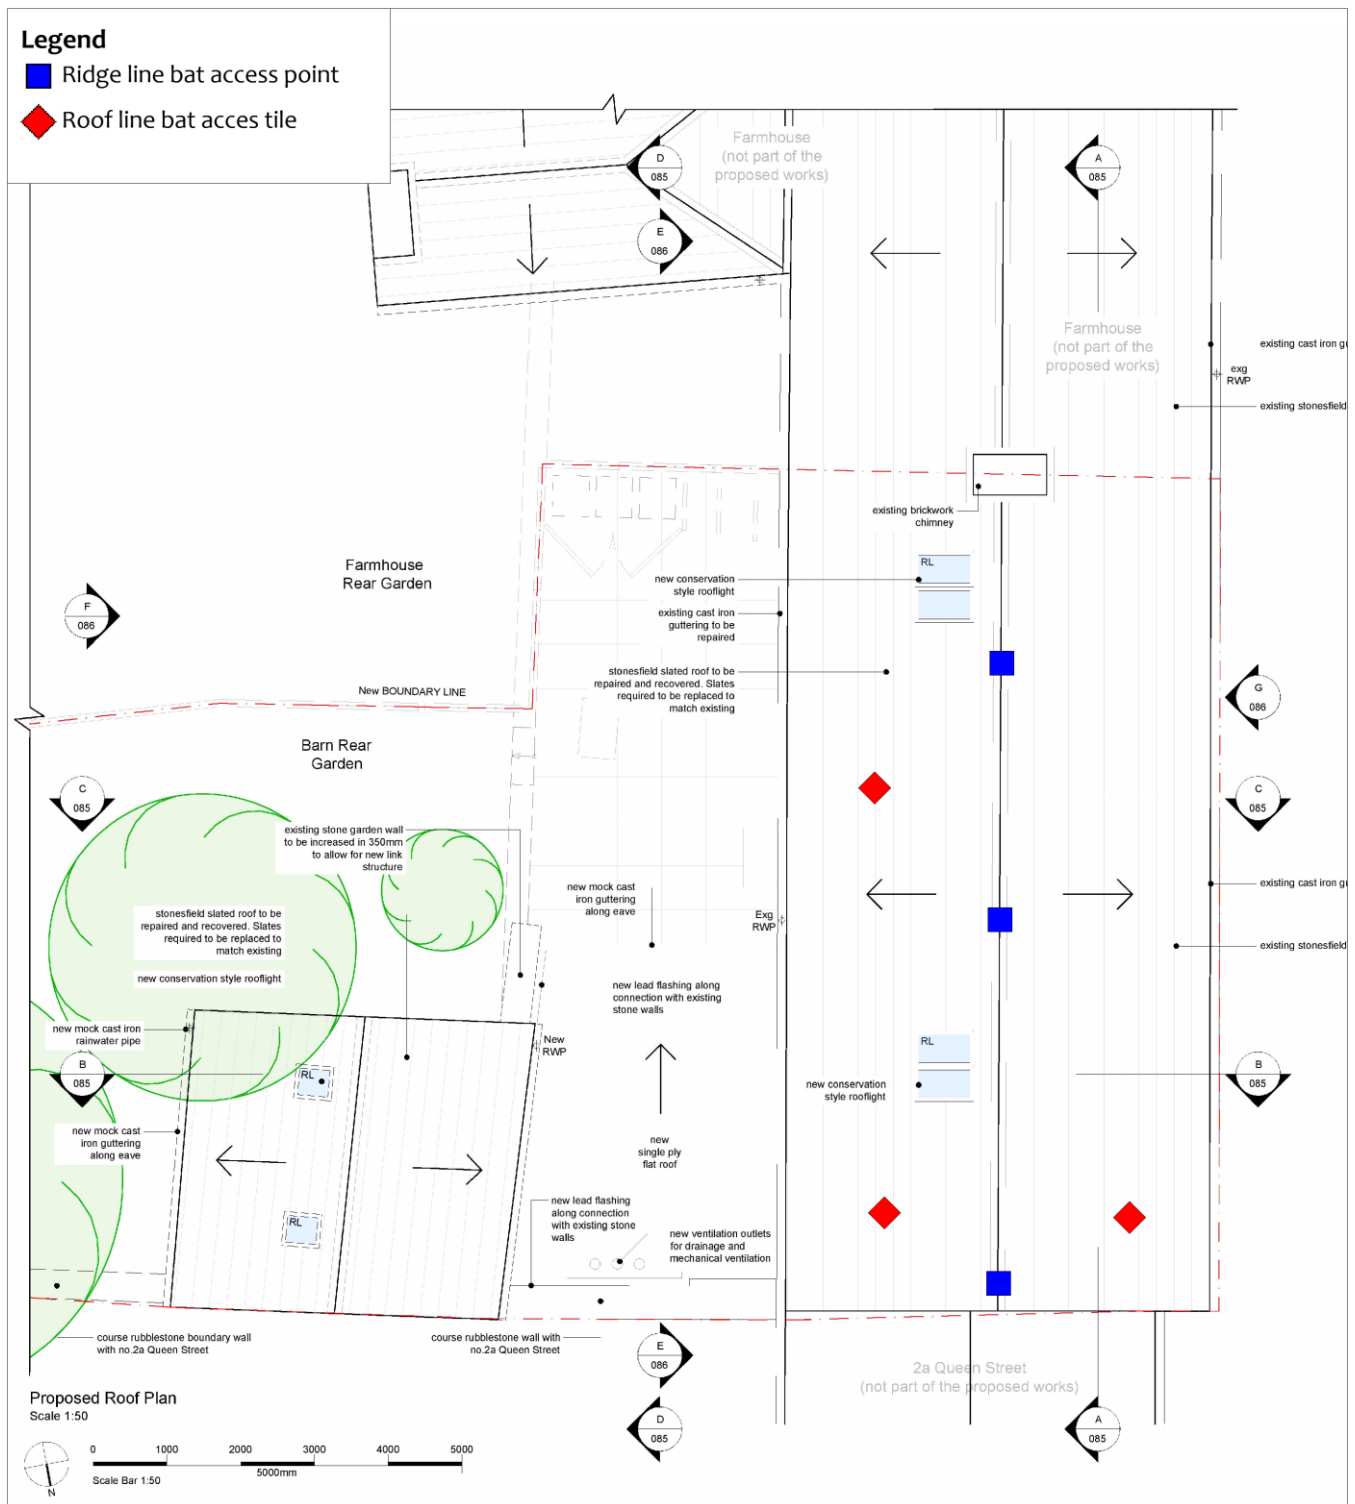 Legend
Ridge line bat access point
Roof line bat acces tile
Farmhouse
(not part of the
proposed works)
D
085
A
085
E
086
Farmhouse
(not part of the
proposed works)
existing cast iron gu
exg
RWP
existing stonesfield
existing brickwork
chimney
RL
new conservation
style rooflight
Farmhouse
Rear Garden
existing cast iron
guttering to be
repaired
F
086
stonesfield slated roof to be
repaired and recovered. Slates
required to be replaced to
match existing
New BOUNDARY LINE
G
086
Barn Rear
Garden
C
085
C
085
existing stone garden wall
to be increased in 350mm
to allow for new link
structure
new mock cast
iron guttering
along eave
existing cast iron gu
stonesfield slated roof to be
repaired and recovered. Slates
required to be replaced to
match existing
Exg
RWP
existing stonesfield
new conservation style rooflight
new lead flashing along
connection with existing
stone walls
new mock cast iron
rainwater pipe
New
RWP
RL
B
085
RL
B
085
new conservation
style rooflight
new mock cast
iron guttering
along eave
new
single ply
flat roof
RL
new lead flashing
along connection
with existing stone
walls
new ventilation outlets
for drainage and
mechanical ventilation
course rubblestone boundary wall
with no.2a Queen Street
course rubblestone wall with
no.2a Queen Street
E
086
2a Queen Street
(not part of the proposed works)
Proposed Roof Plan
Scale 1:50
D
085
A
085
0 1000 2000 3000 4000 5000
5000mm
Scale Bar 1:50
N